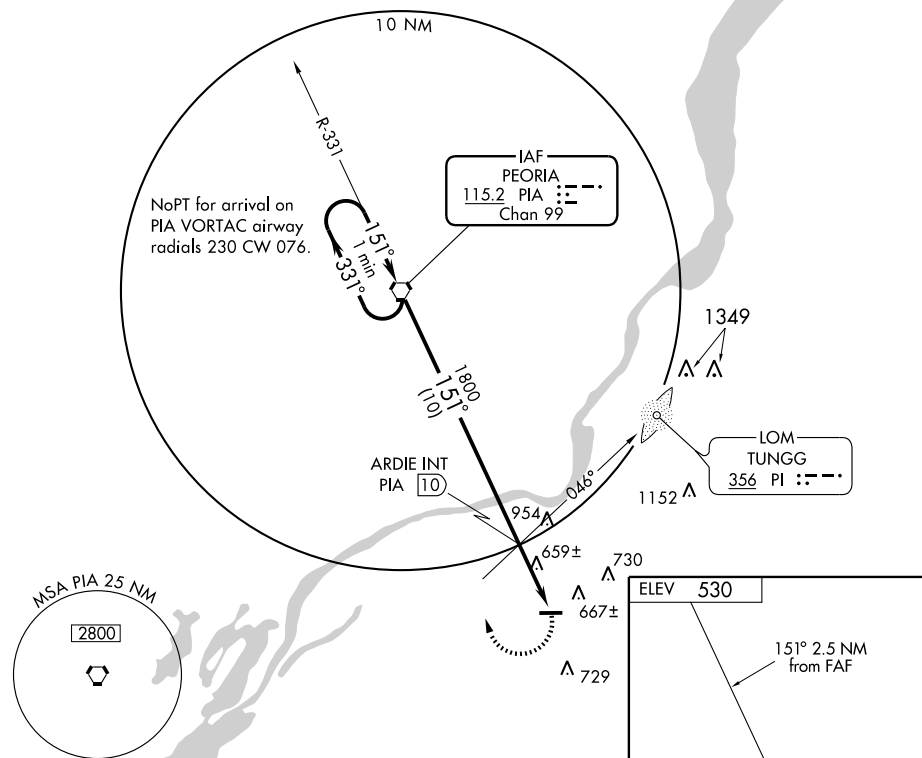 10 NM
R-331
IAF
PEORIA
115.2 PIA
Chan 99
NoPT for arrival on
PIA VORTAC airway
radials 230 CW 076.
151°
1 min
331°
1349
1800
151°
(10)
LOM
TUNGG
356 PI
ARDIE INT
PIA 10
046°
1152
954
659±
730
667±
729
MSA PIA 25 NM
2800
ELEV 530
151° 2.5 NM
from FAF